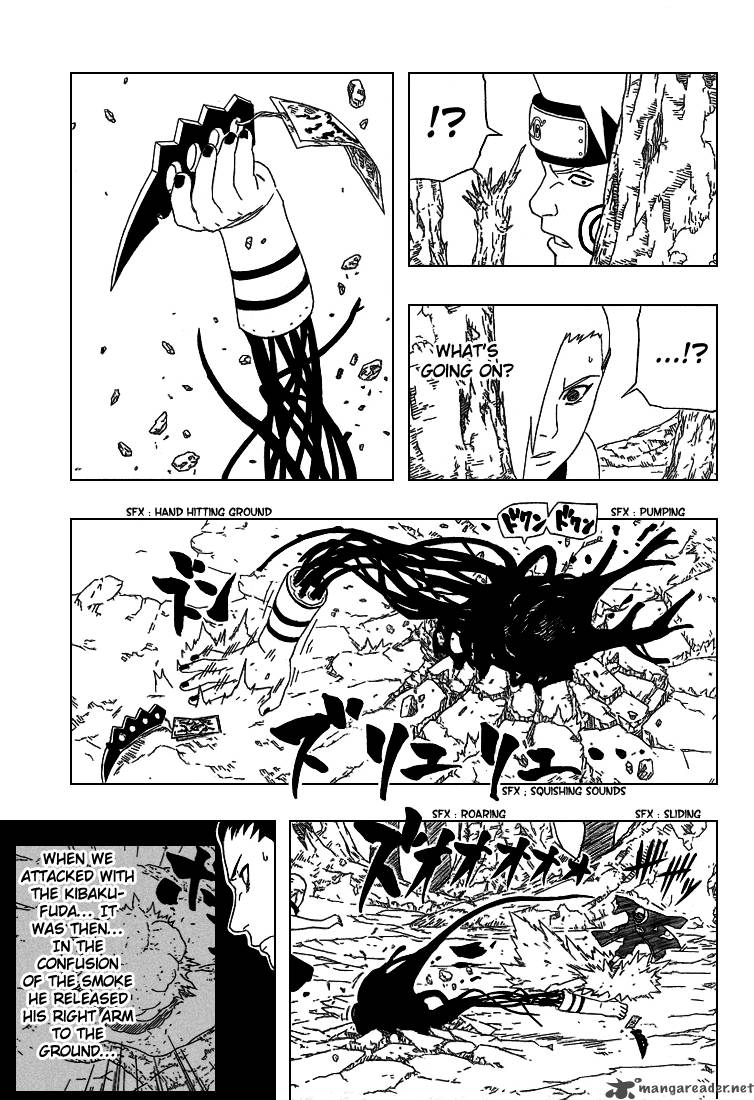 !?
...!?
WHAT'S
GOING ON?
SFX : HAND HITTING GROUND
SFX : PUMPING
ドクン
ドクン
ズン
ズリュリュ...
SFX ; SQUISHING SOUNDS
SFX : ROARING
SFX : SLIDING
ズオオオオオ
WHEN WE
ATTACKED WITH
THE KIBAKU-
FUDA... IT
WAS THEN...
IN THE
CONFUSION
OF THE SMOKE
HE RELEASED
HIS RIGHT ARM
TO THE
GROUND...
mangareader.net